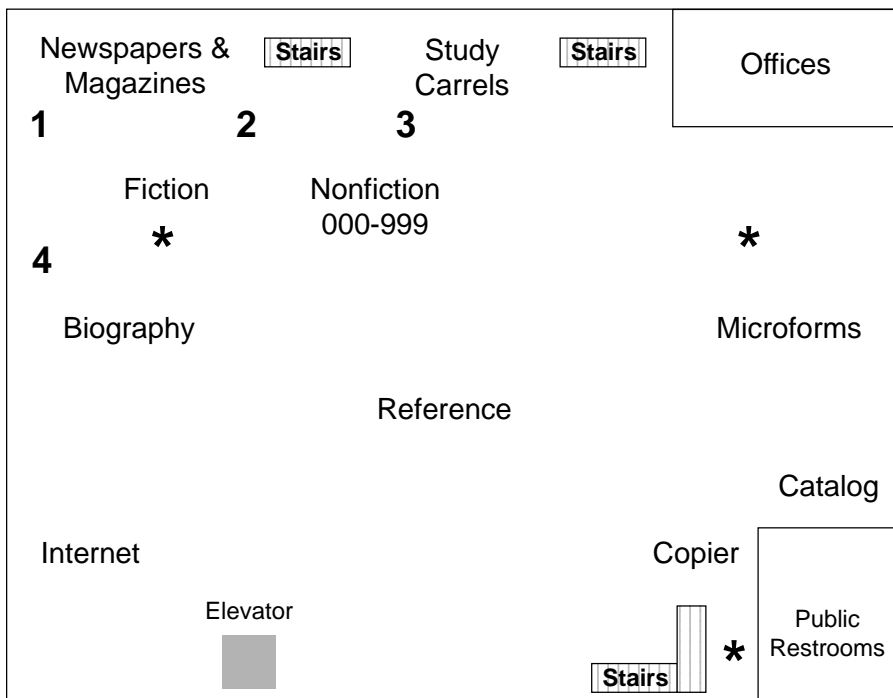 Newspapers &
Magazines
Stairs
Study
Carrels
Stairs
Offices
1
2
3
Fiction
Nonfiction
000-999
*
*
4
Biography
Microforms
Reference
Catalog
Internet
Copier
Elevator
Public
Restrooms
*
Stairs